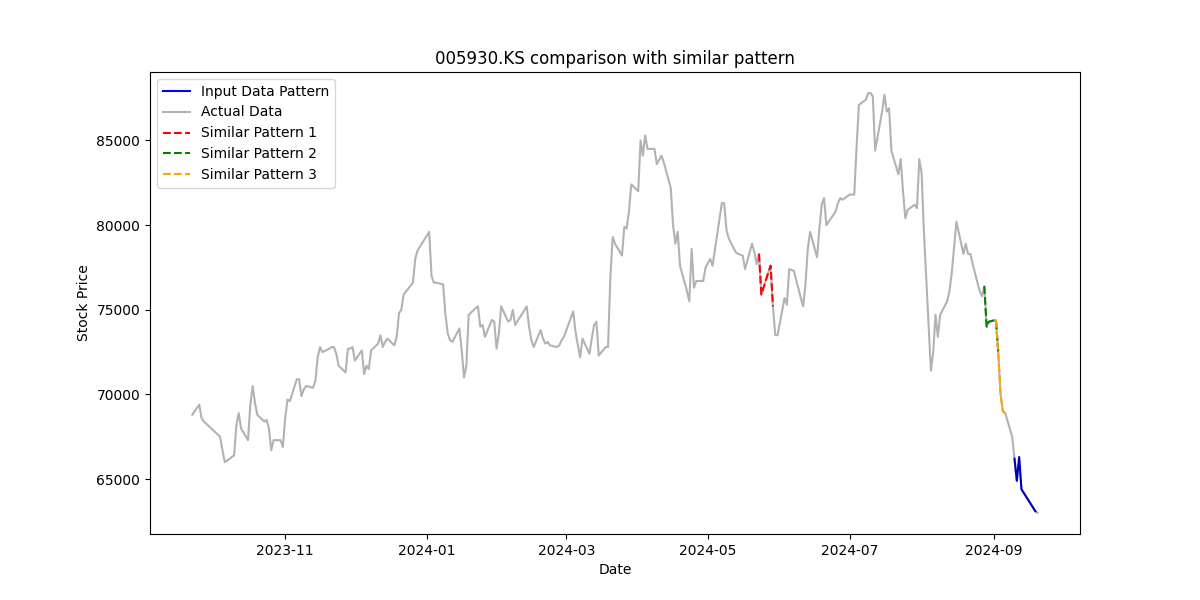 005930.KS comparison with similar pattern
Input Data Pattern
Actual Data
Similar Pattern 1
Similar Pattern 2
Similar Pattern 3
85000
80000
75000
70000
65000
Stock Price
2023-11
2024-01
2024-03
2024-05
2024-07
2024-09
Date